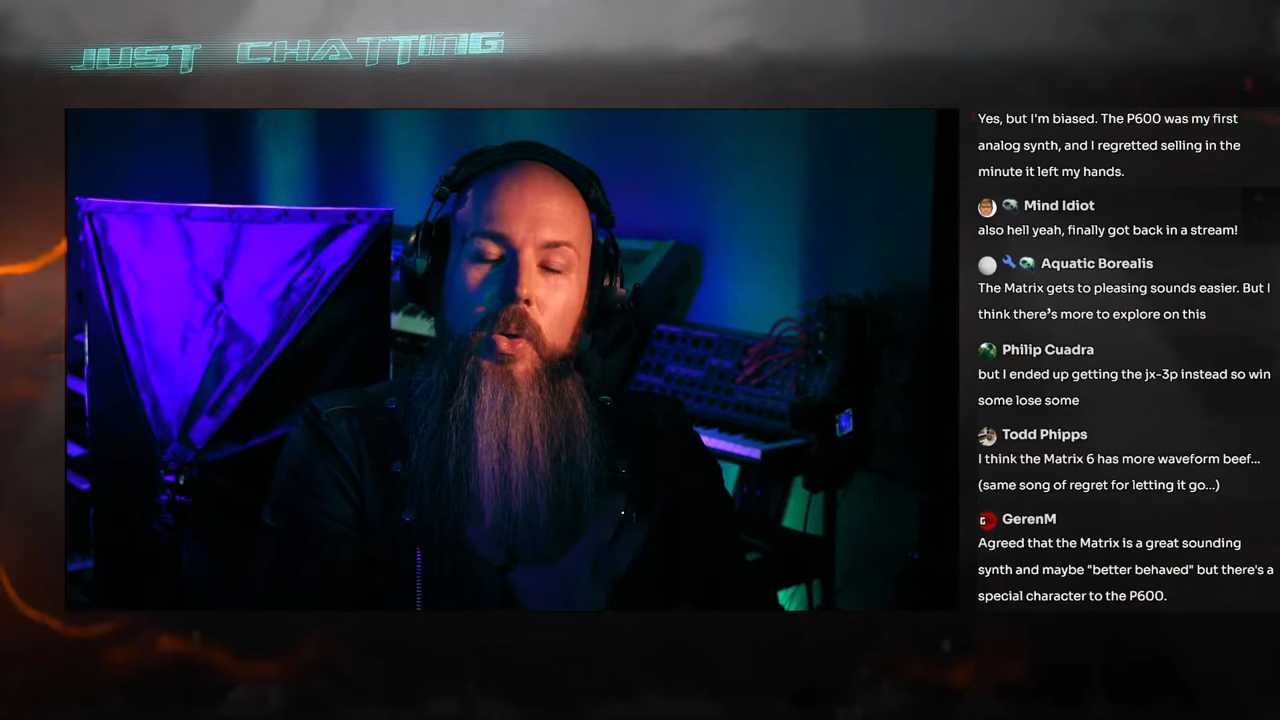 JUST CHATTING
Yes, but I'm biased. The P600 was my first
analog synth, and I regretted selling in the
minute it left my hands.
Mind Idiot
also hell yeah, finally got back in a stream!
Aquatic Borealis
The Matrix gets to pleasing sounds easier. But I
think there's more to explore on this
Philip Cuadra
but I ended up getting the jx-3p instead so win
some lose some
Todd Phipps
I think the Matrix 6 has more waveform beef...
(same song of regret for letting it go...)
GerenM
Agreed that the Matrix is a great sounding
synth and maybe "better behaved" but there's a
special character to the P600.